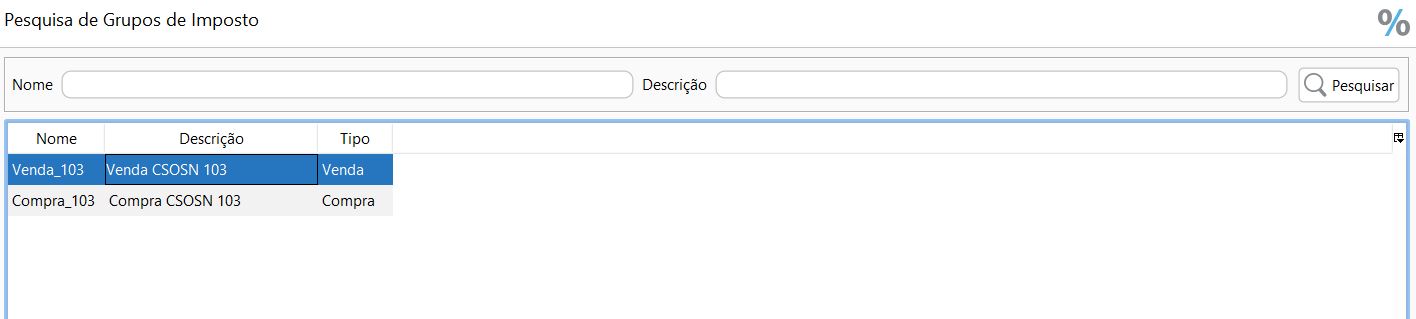 Pesquisa de Grupos de Imposto
%
Nome Descrição Pesquisar
Nome Descrição Tipo
Venda_103 Venda CSOSN 103 Venda
Compra_103 Compra CSOSN 103 Compra